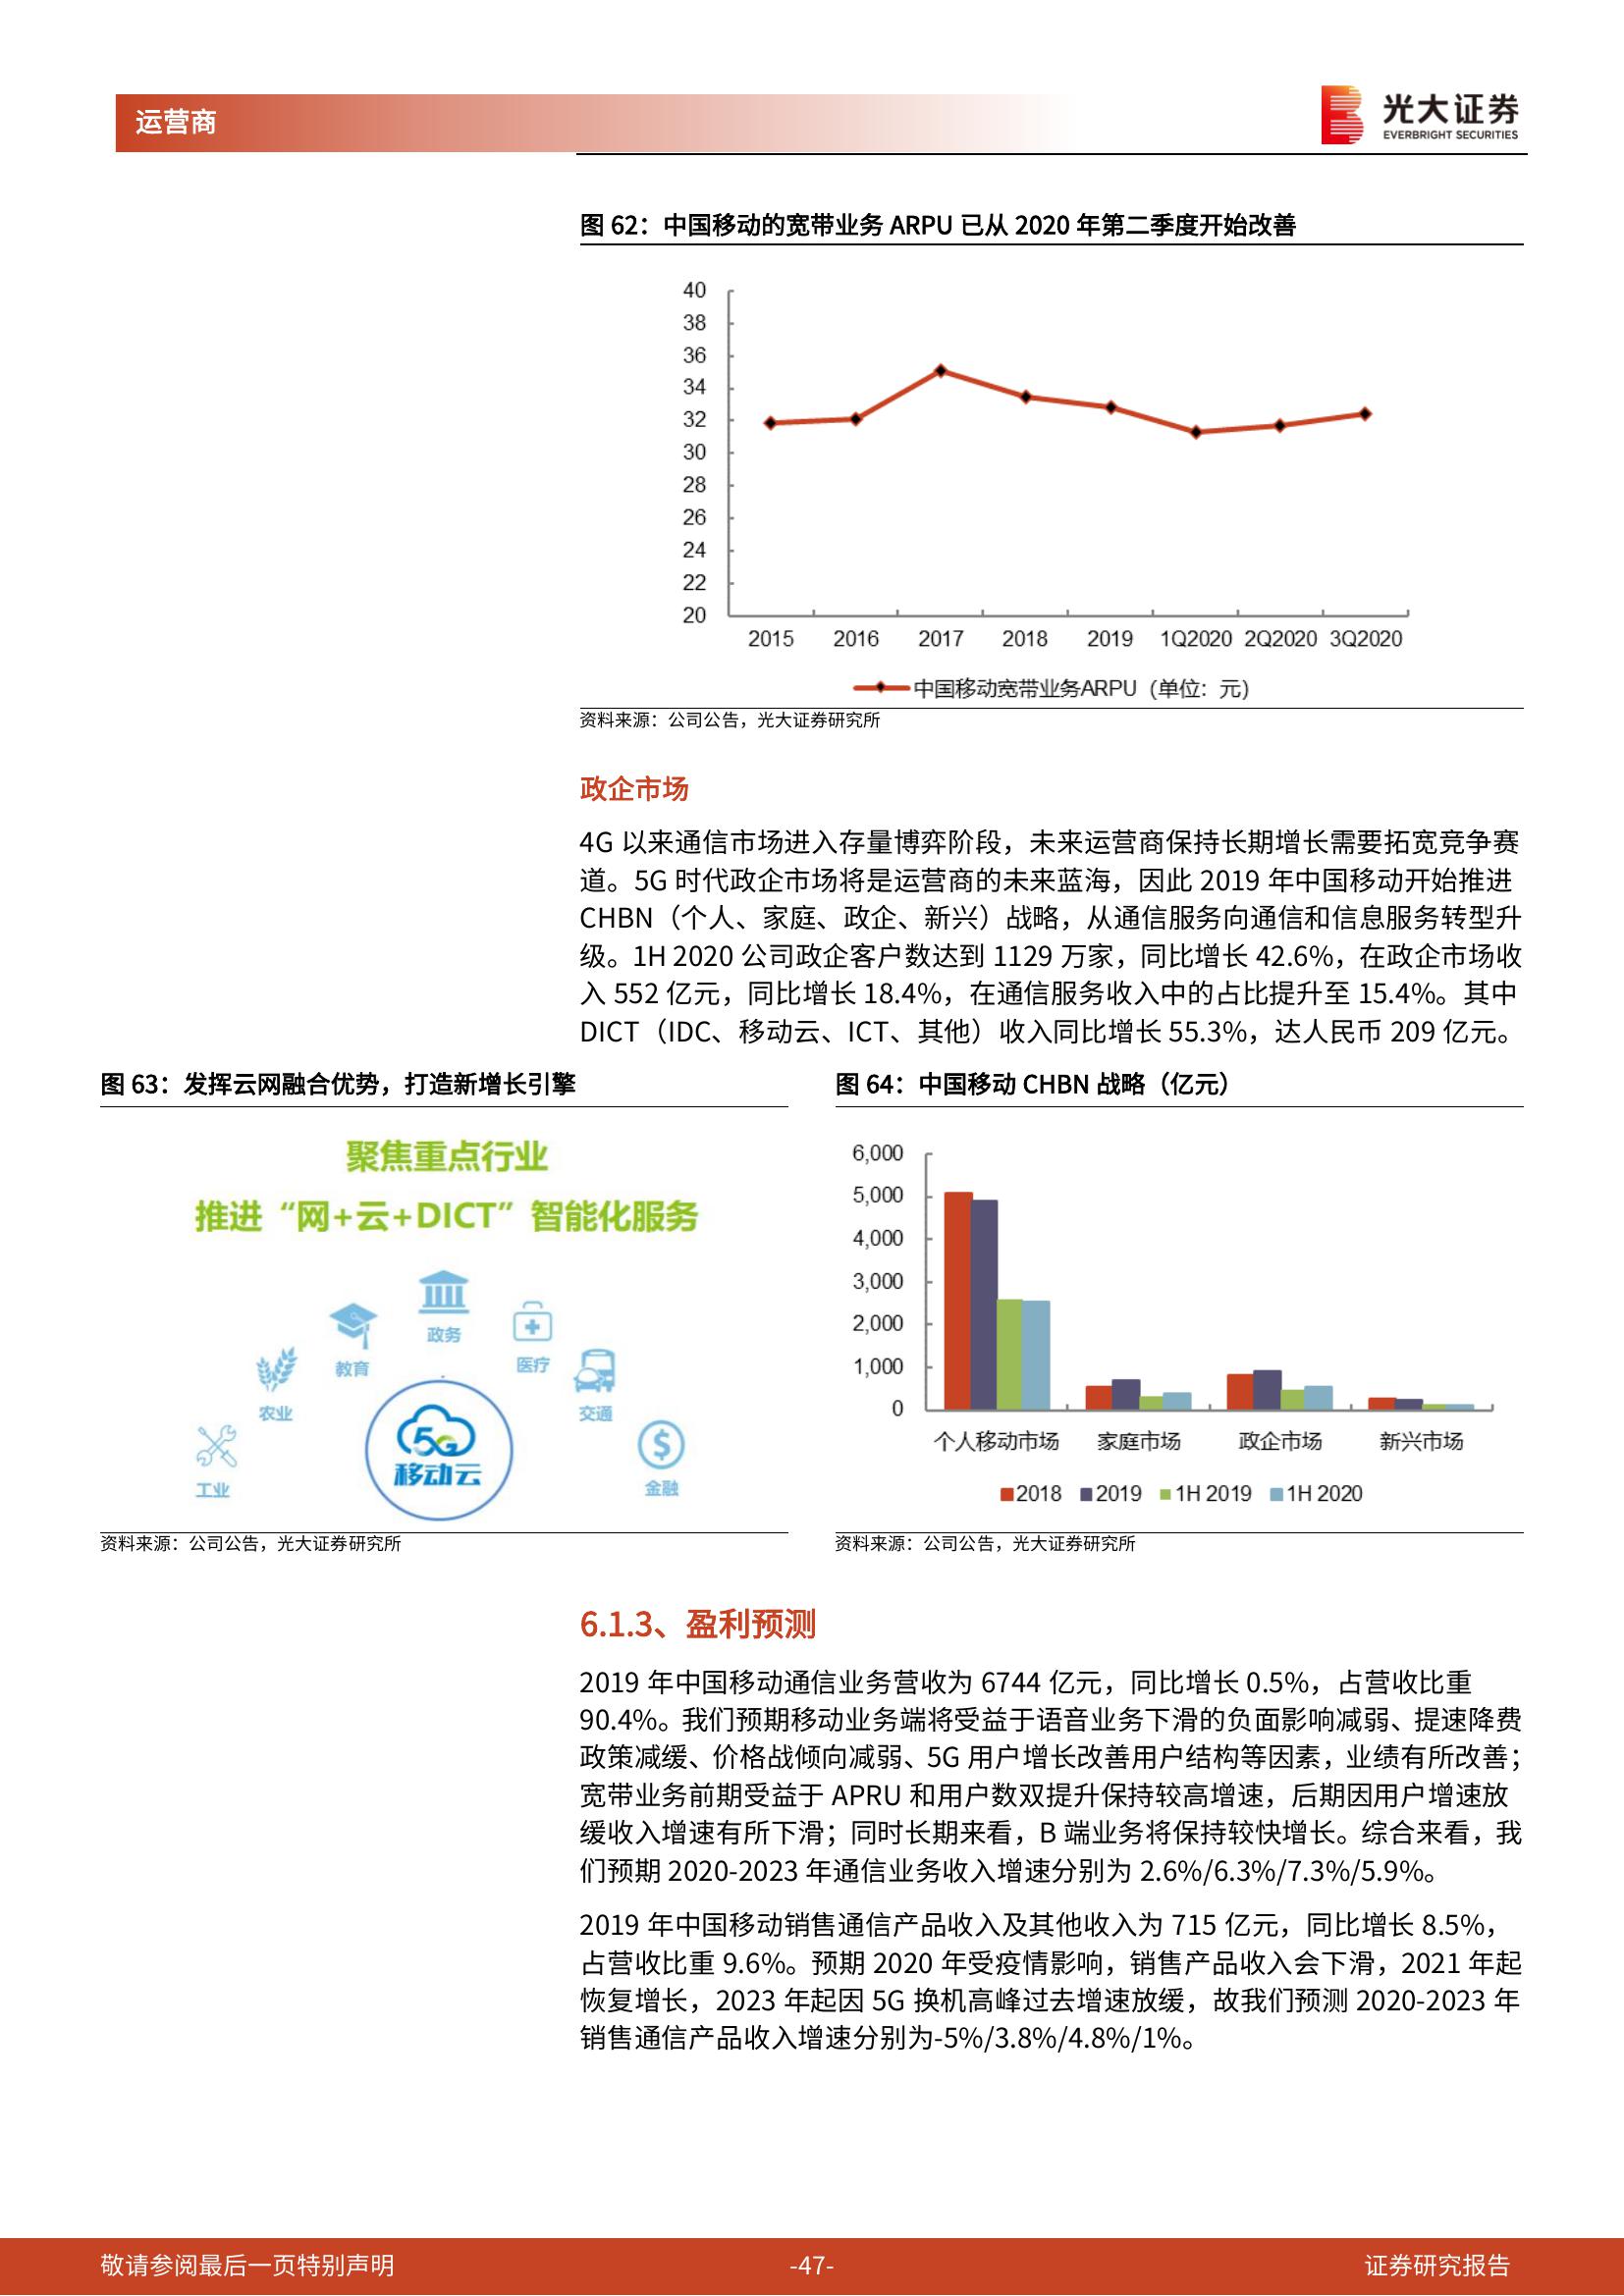 运营商
光大证券
EVERBRIGHT SECURITIES
图 62：中国移动的宽带业务 ARPU 已从 2020 年第二季度开始改善
40
38
36
34
32
30
28
26
24
22
20
2015 2016 2017 2018 2019 1Q2020 2Q2020 3Q2020
中国移动宽带业务ARPU（单位：元）
资料来源：公司公告，光大证券研究所
政企市场
4G 以来通信市场进入存量博弈阶段，未来运营商保持长期增长需要拓宽竞争赛
道。5G 时代政企市场将是运营商的未来蓝海，因此 2019 年中国移动开始推进
CHBN（个人、家庭、政企、新兴）战略，从通信服务向通信和信息服务转型升
级。1H 2020 公司政企客户数达到 1129 万家，同比增长 42.6%，在政企市场收
入 552 亿元，同比增长 18.4%，在通信服务收入中的占比提升至 15.4%。其中
DICT（IDC、移动云、ICT、其他）收入同比增长 55.3%，达人民币 209 亿元。
图 63：发挥云网融合优势，打造新增长引擎
聚焦重点行业
推进“网+云+DICT”智能化服务
政务
教育
医疗
农业
交通
工业
金融
5G
移动云
资料来源：公司公告，光大证券研究所
图 64：中国移动 CHBN 战略（亿元）
6,000
5,000
4,000
3,000
2,000
1,000
0
个人移动市场 家庭市场 政企市场 新兴市场
2018 2019 1H 2019 1H 2020
资料来源：公司公告，光大证券研究所
6.1.3、盈利预测
2019 年中国移动通信业务营收为 6744 亿元，同比增长 0.5%，占营收比重
90.4%。我们预期移动业务端将受益于语音业务下滑的负面影响减弱、提速降费
政策减缓、价格战倾向减弱、5G 用户增长改善用户结构等因素，业绩有所改善；
宽带业务前期受益于 APRU 和用户数双提升保持较高增速，后期因用户增速放
缓收入增速有所下滑；同时长期来看，B 端业务将保持较快增长。综合来看，我
们预期 2020-2023 年通信业务收入增速分别为 2.6%/6.3%/7.3%/5.9%。
2019 年中国移动销售通信产品收入及其他收入为 715 亿元，同比增长 8.5%，
占营收比重 9.6%。预期 2020 年受疫情影响，销售产品收入会下滑，2021 年起
恢复增长，2023 年起因 5G 换机高峰过去增速放缓，故我们预测 2020-2023 年
销售通信产品收入增速分别为-5%/3.8%/4.8%/1%。
敬请参阅最后一页特别声明
-47-
证券研究报告